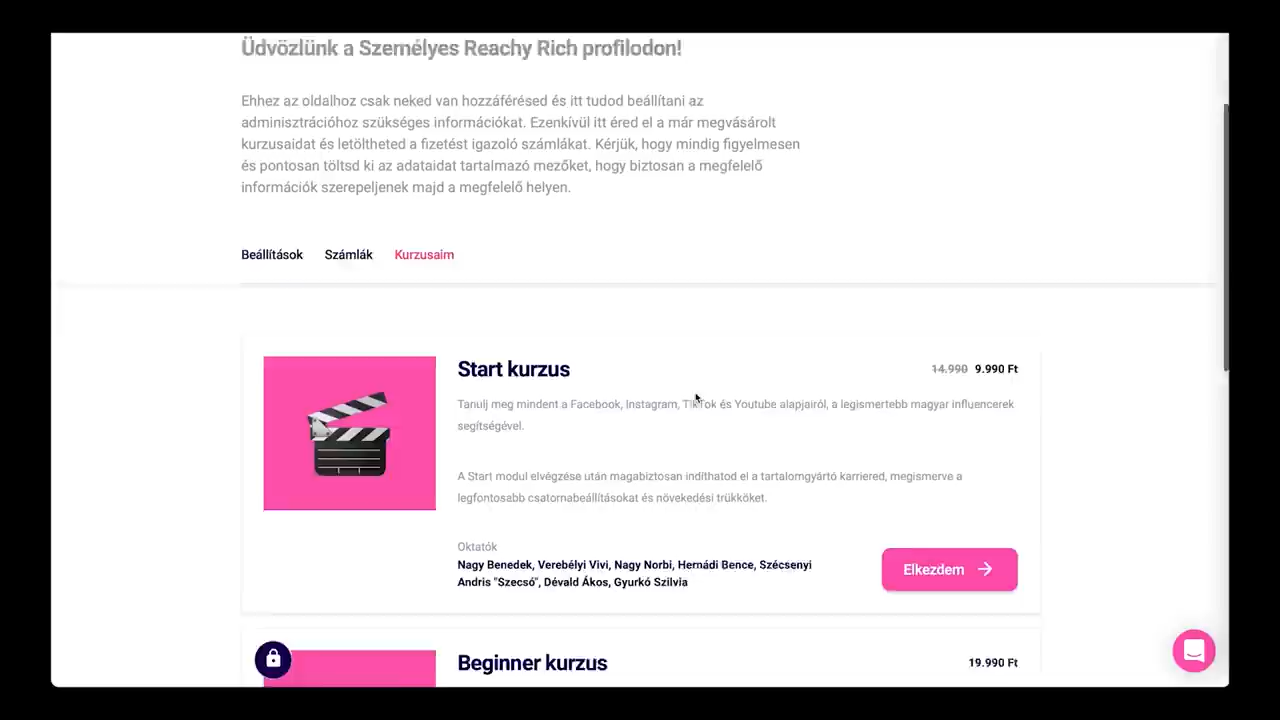 Üdvözlünk a Személyes Reachy Rich profilodon!
Ehhez az oldalhoz csak neked van hozzáférésed és itt tudod beállítani az
adminisztrációhoz szükséges információkat. Ezenkívül itt éred el a már megvásárolt
kurzusaidat és letöltheted a fizetést igazoló számlákat. Kérjük, hogy mindig figyelmesen
és pontosan töltsd ki az adataidat tartalmazó mezőket, hogy biztosan a megfelelő
információk szerepeljenek majd a megfelelő helyen.
Beállítások Számlák Kurzusaim
Start kurzus 14.990 9.990 Ft
Tanulj meg mindent a Facebook, Instagram, TikTok és Youtube alapjairól, a legismertebb magyar influencerek
segítségével.
A Start modul elvégzése után magabiztosan indíthatod el a tartalomgyártó karriered, megismerve a
legfontosabb csatornabeállításokat és növekedési trükköket.
Oktatók
Nagy Benedek, Verebélyi Vivi, Nagy Norbi, Hernádi Bence, Szécsenyi
Andris "Szecsó", Dévald Ákos, Gyurkó Szilvia
Elkezdem
Beginner kurzus 19.990 Ft